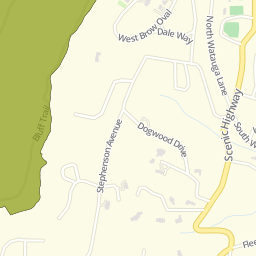 West Brow Oval
Dale Way
North Watauga Lane
Bluff Trail
Scenic Highway
Stephenson Avenue
Dogwood Drive
South W
Flee